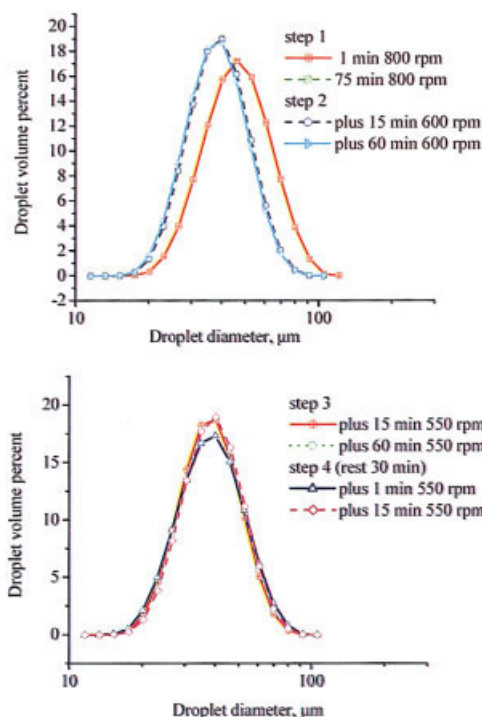 step 1
1 min 800 rpm
75 min 800 rpm
step 2
plus 15 min 600 rpm
plus 60 min 600 rpm
Droplet volume percent
20
18
16
14
12
10
8
6
4
2
0
-2
10
100
Droplet diameter, μm
step 3
plus 15 min 550 rpm
plus 60 min 550 rpm
step 4 (rest 30 min)
plus 1 min 550 rpm
plus 15 min 550 rpm
Droplet volume percent
20
15
10
5
0
10
100
Droplet diameter, μm